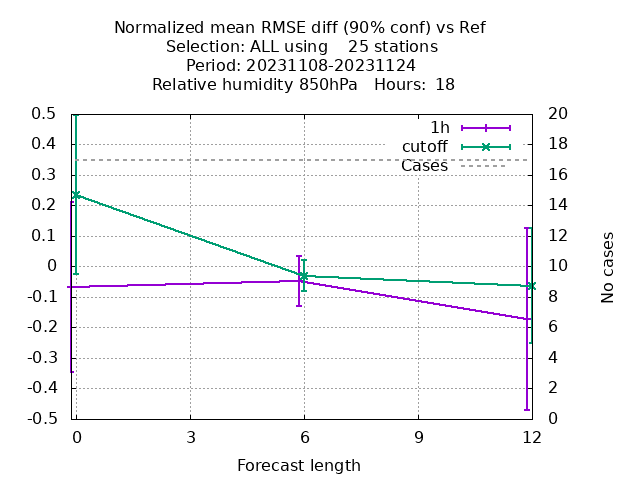 Normalized mean RMSE diff (90% conf) vs Ref
Selection: ALL using    25 stations
Period: 20231108-20231124
Relative humidity 850hPa   Hours:  18
0.5
0.4
0.3
0.2
0.1
0
-0.1
-0.2
-0.3
-0.4
-0.5
1h
cutoff
Cases
20
18
16
14
12
10
8
6
4
2
0
No cases
0 3 6 9 12
Forecast length